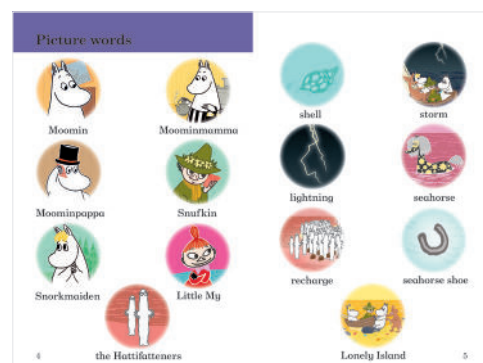 Picture words
Moomin
Moominmamma
Moominpappa
Snufkin
Snorkmaiden
Little My
the Hattifatteners
4
shell
storm
lightning
seahorse
recharge
seahorse shoe
Lonely Island
5